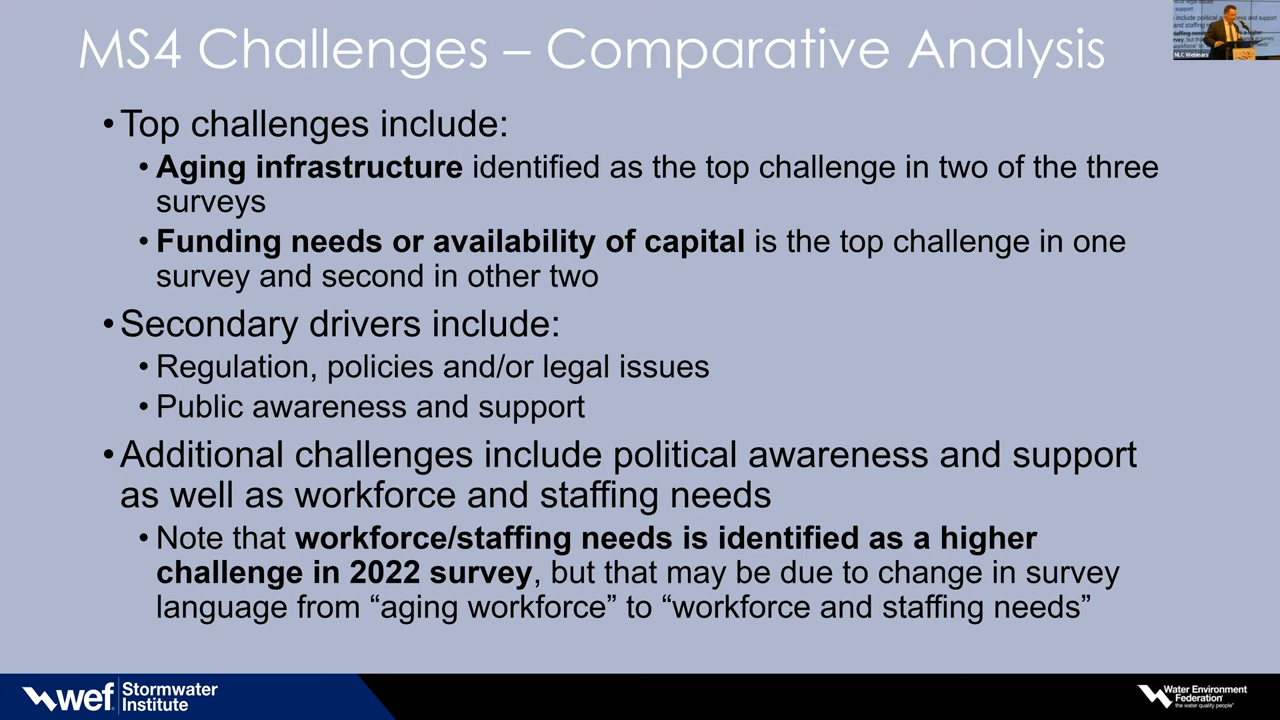 MS4 Challenges – Comparative Analysis
• Top challenges include:
• Aging infrastructure identified as the top challenge in two of the three
surveys
• Funding needs or availability of capital is the top challenge in one
survey and second in other two
• Secondary drivers include:
• Regulation, policies and/or legal issues
• Public awareness and support
• Additional challenges include political awareness and support
as well as workforce and staffing needs
• Note that workforce/staffing needs is identified as a higher
challenge in 2022 survey, but that may be due to change in survey
language from “aging workforce” to “workforce and staffing needs”
NLC Webinars
wef
Stormwater
Institute
Water Environment
Federation
the water quality people